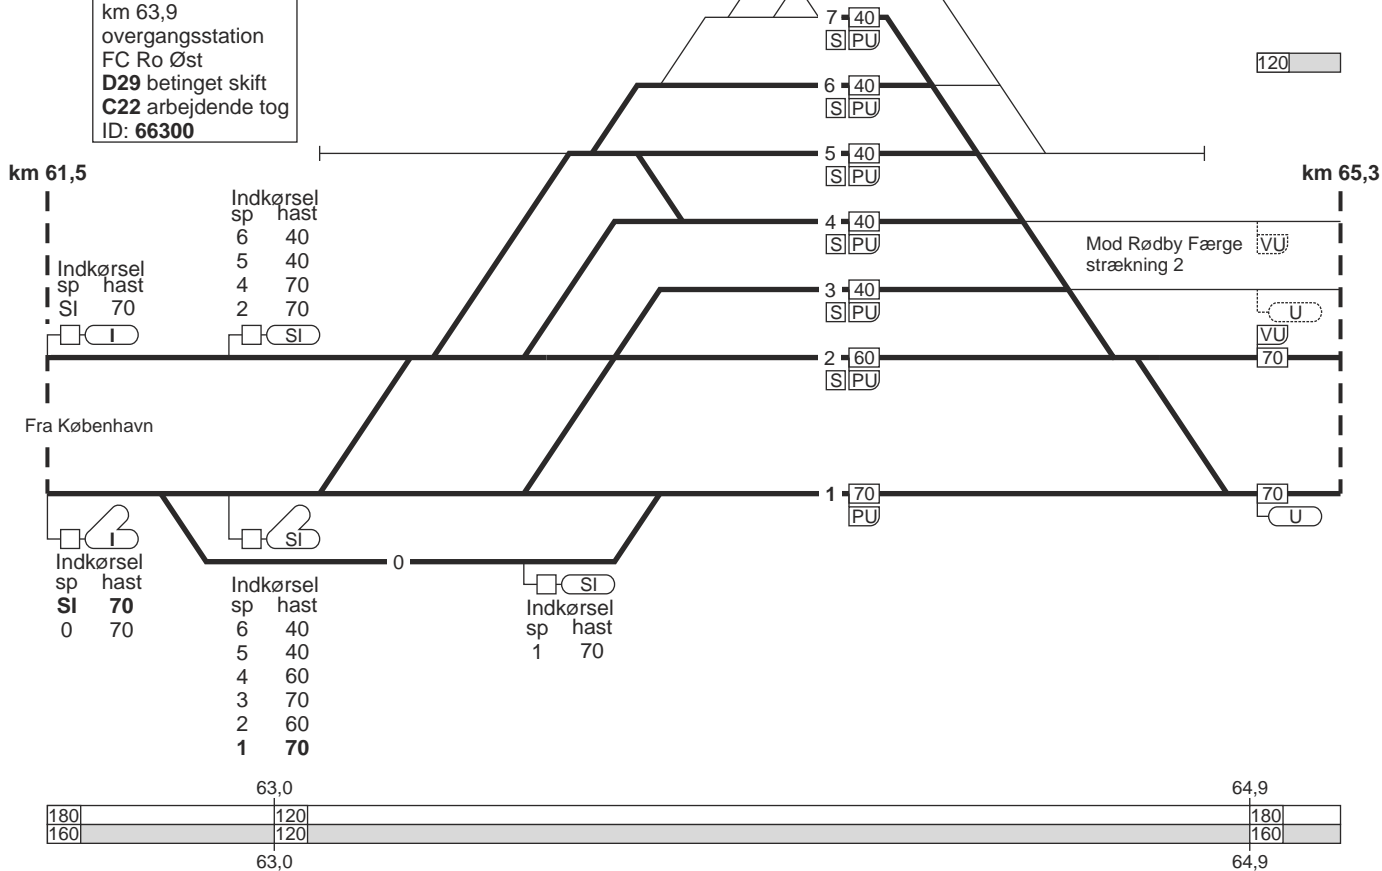 km 63,9
overgangsstation
FC Ro Øst
D29 betinget skift
C22 arbejdende tog
ID: 66300
7 40
S PU
120
6 40
S PU
5 40
S PU
km 61,5
km 65,3
Indkørsel
sp hast
6 40
5 40
4 70
2 70
SI
4 40
S PU
Mod Rødby Færge
strækning 2
VU
Indkørsel
sp hast
SI 70
I
3 40
S PU
U
VU
2 60
S PU
70
Fra København
1 70
PU
70
U
I
Indkørsel
sp hast
SI 70
0 70
SI
Indkørsel
sp hast
6 40
5 40
4 60
3 70
2 60
1 70
0
SI
Indkørsel
sp hast
1 70
63,0
64,9
180 120 180
160 120 160
63,0
64,9